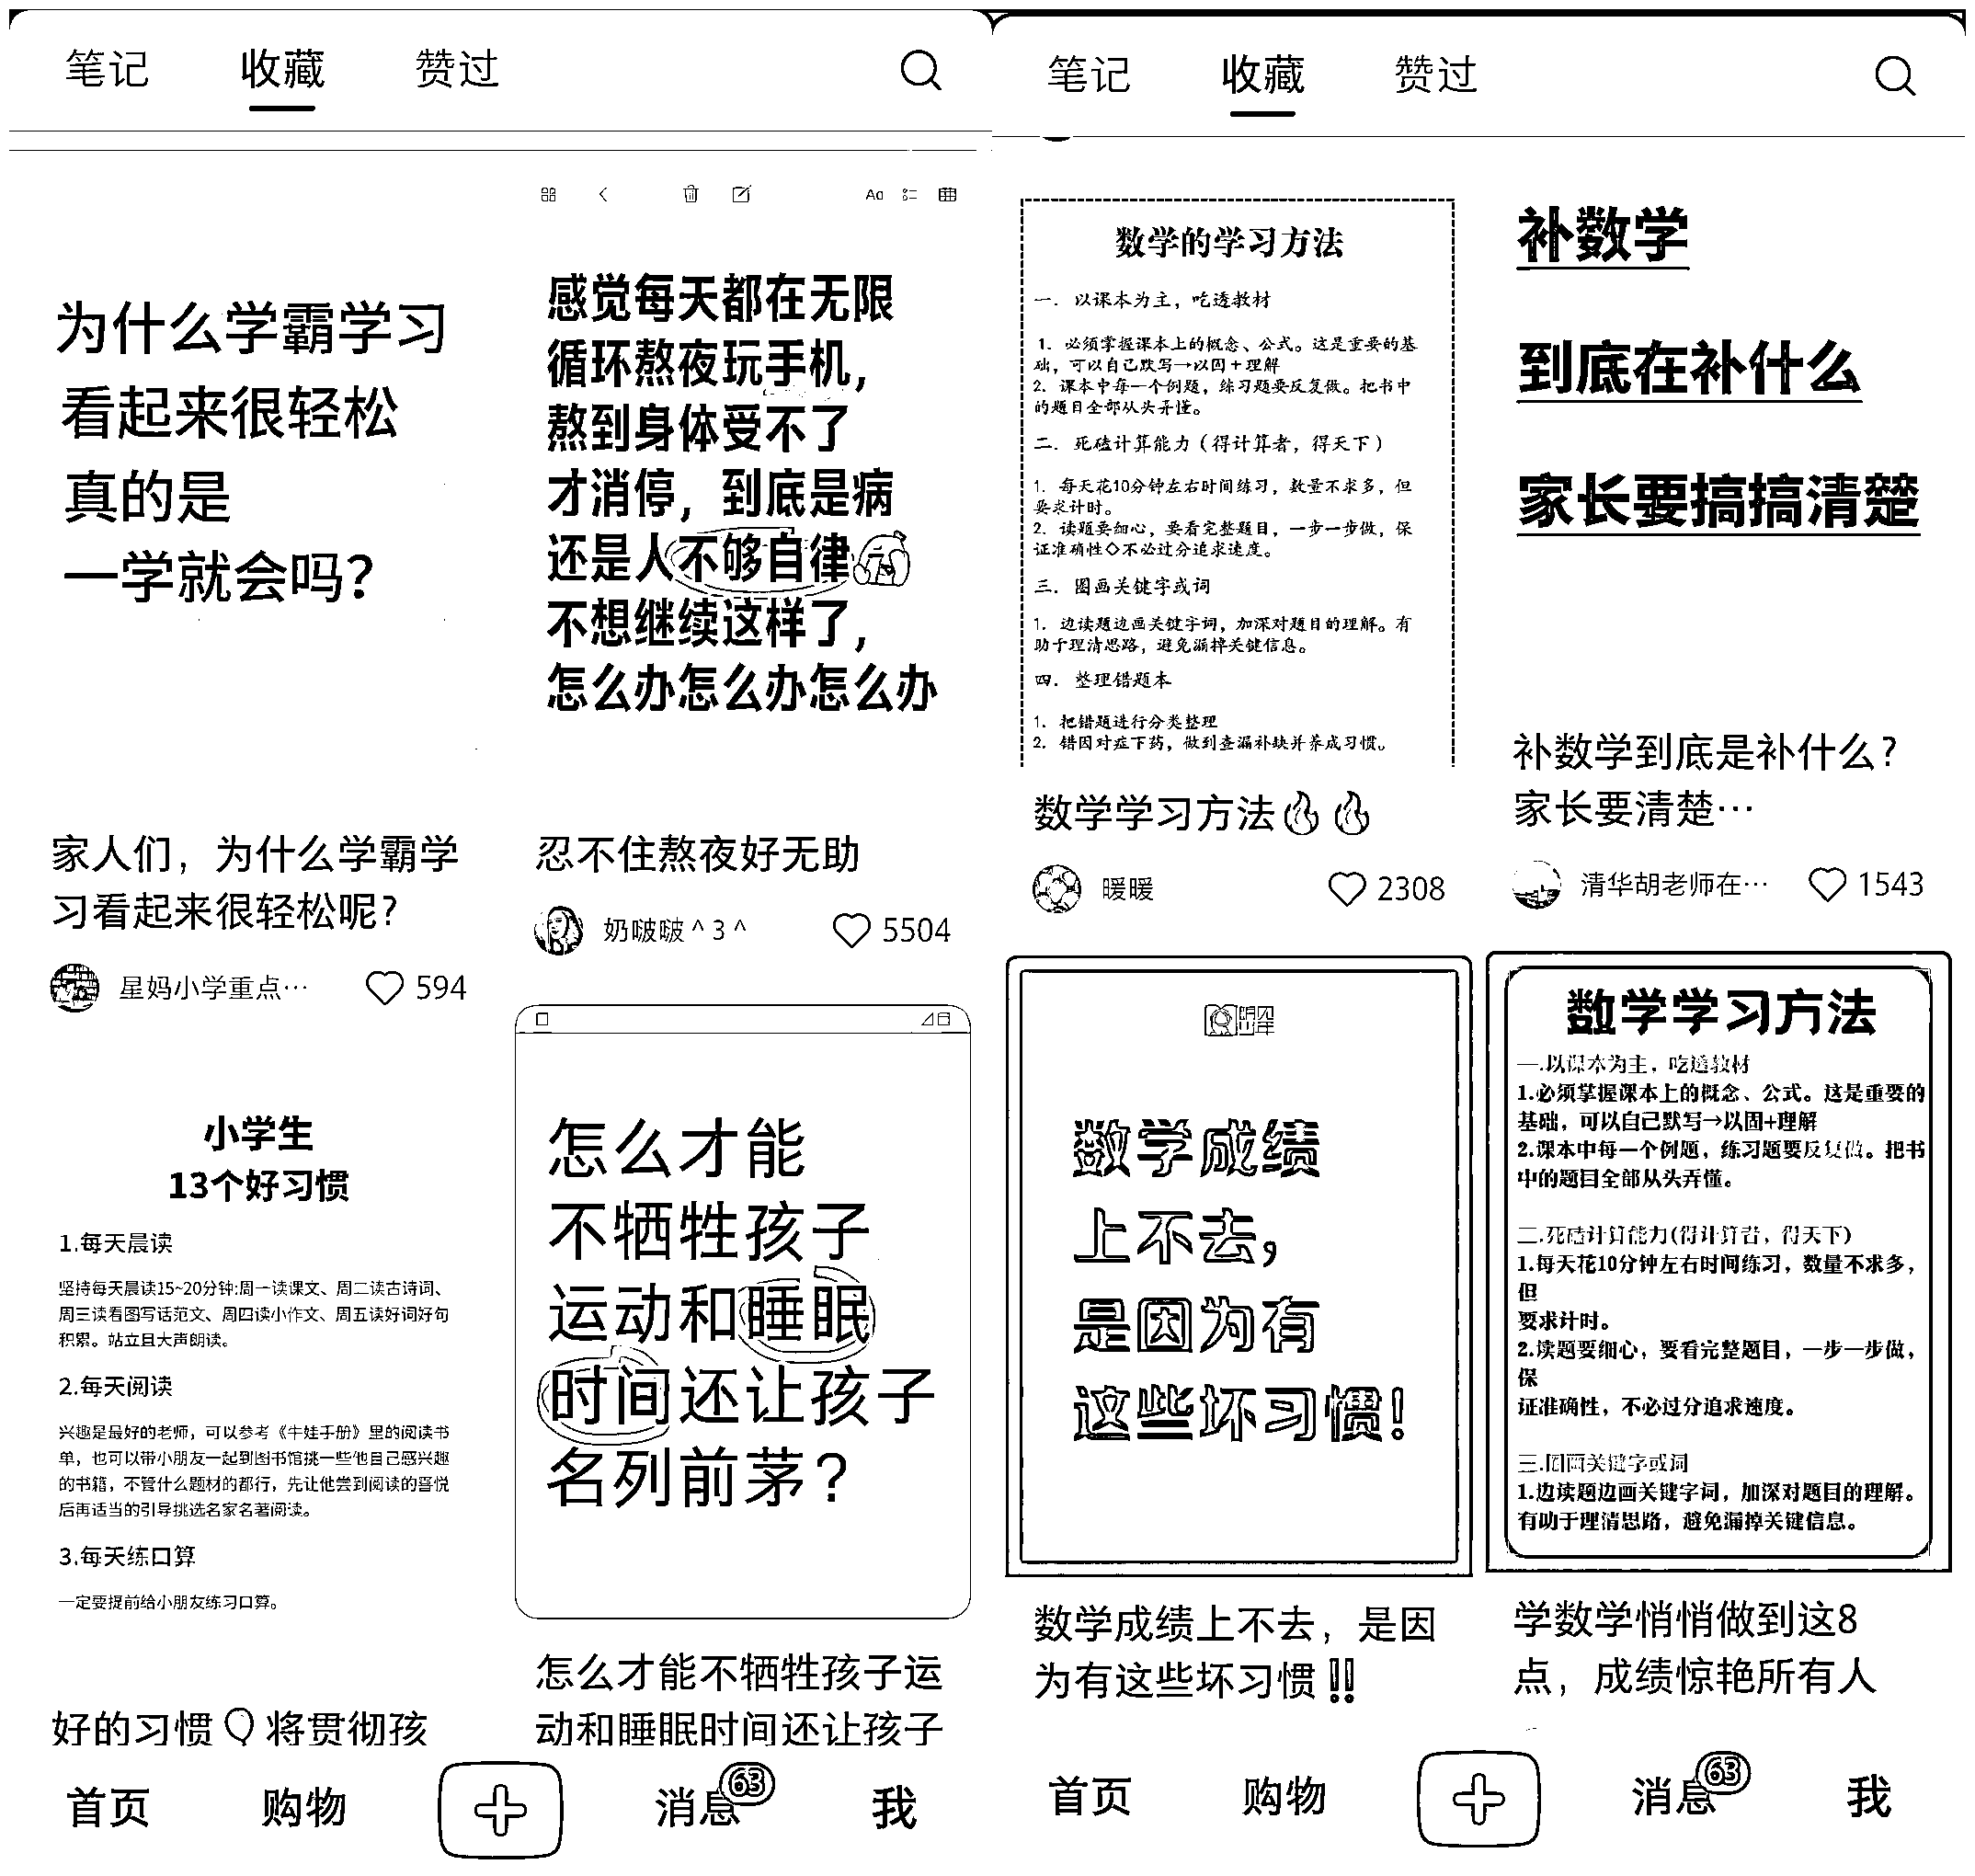 笔记 收藏 赞过
为什么学霸学习
看起来很轻松
真的是
一学就会吗?
家人们，为什么学霸学
习看起来很轻松呢?
星妈小学重点… 594
Aa
感觉每天都在无限
循环熬夜玩手机，
熬到身体受不了
才消停，到底是病
还是人不够自律
不想继续这样了，
怎么办怎么办怎么办
忍不住熬夜好无助
奶啵啵^3^ 5504
小学生
13个好习惯
1.每天晨读
坚持每天晨读15~20分钟:周一读课文、周二读古诗词、
周三读看图写话范文、周四读小作文、周五读好词好句
积累。站立且大声朗读。
2.每天阅读
兴趣是最好的老师，可以参考《牛娃手册》里的阅读书
单，也可以带小朋友一起到图书馆挑一些他自己感兴趣
的书籍，不管什么题材的都行，先让他尝到阅读的喜悦
后再适当的引导挑选名家名著阅读。
3.每天练口算
一定要提前给小朋友练习口算。
好的习惯 将贯彻孩
怎么才能
不牺牲孩子
运动和睡眠
时间还让孩子
名列前茅?
怎么才能不牺牲孩子运
动和睡眠时间还让孩子
首页 购物 消息 63 我
笔记 收藏 赞过
数学的学习方法
一．以课本为主，吃透教材
1．必须掌握课本上的概念、公式。这是重要的基
础，可以自己默写→以固+理解
2．课本中每一个例题，练习题要反复做。把书中
的题目全部从头弄懂。
二．死磕计算能力（得计算者，得天下）
1．每天花10分钟左右时间练习，数量不求多，但
要求计时。
2．读题要细心，要看完整题目，一步一步做，保
证准确性◇不必过分追求速度。
三．圈画关键字或词
1．边读题边画关键字词，加深对题目的理解。有
助于理清思路，避免漏掉关键信息。
四．整理错题本
1．把错题进行分类整理
2．错因对症下药，做到查漏补缺并养成习惯。
数学学习方法🔥🔥
暖暖 2308
补数学
到底在补什么
家长要搞搞清楚
补数学到底是补什么?
家长要清楚…
清华胡老师在… 1543
数学成绩
上不去，
是因为有
这些坏习惯!
数学成绩上不去，是因
为有这些坏习惯‼
数学学习方法
一.以课本为主，吃透教材
1.必须掌握课本上的概念、公式。这是重要的
基础，可以自己默写→以固+理解
2.课本中每一个例题，练习题要反复做。把书
中的题目全部从头弄懂。
二.死磕计算能力(得计算者，得天下)
1.每天花10分钟左右时间练习，数量不求多，
但
要求计时。
2.读题要细心，要看完整题目，一步一步做，
保
证准确性，不必过分追求速度。
三.圈画关键字或词
1.边读题边画关键字词，加深对题目的理解。
有助于理清思路，避免漏掉关键信息。
学数学悄悄做到这8
点，成绩惊艳所有人
首页 购物 消息 63 我